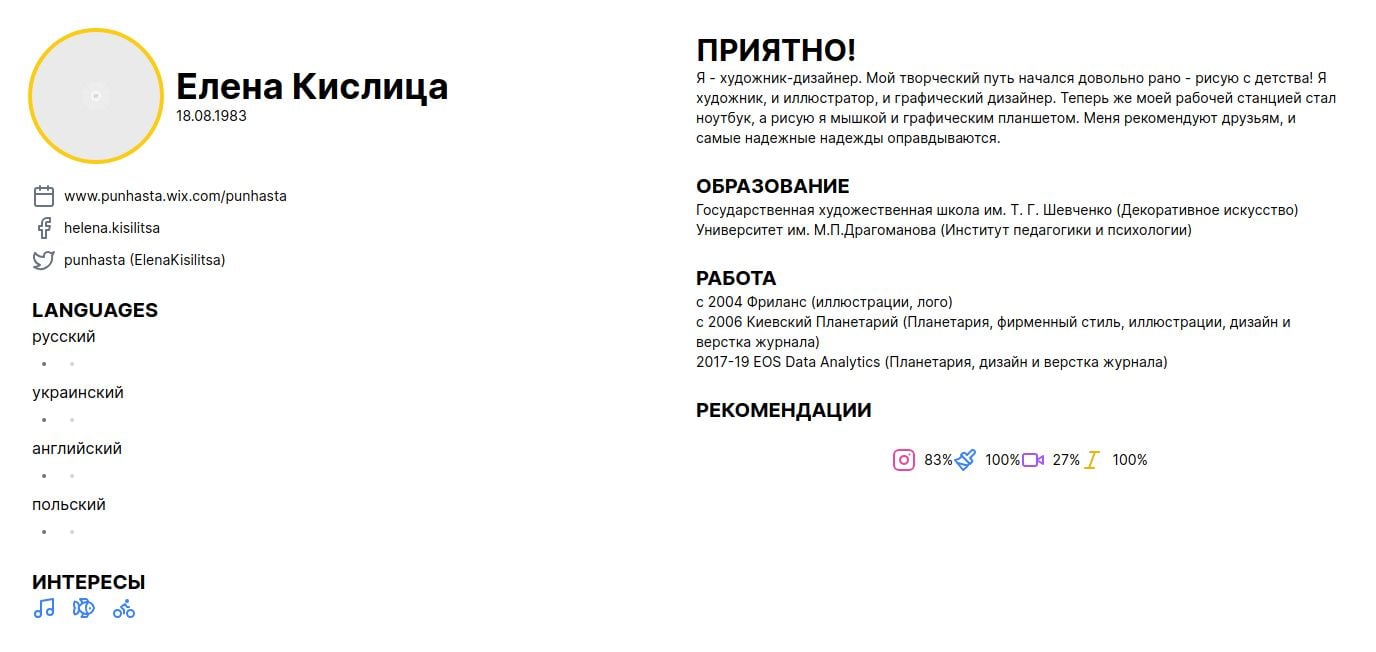 Елена Кислица
18.08.1983
www.punhasta.wix.com/punhasta
helena.kisilitsa
punhasta (ElenaKisilitsa)
LANGUAGES
русский
украинский
английский
польский
ИНТЕРЕСЫ
ПРИЯТНО!
Я - художник-дизайнер. Мой творческий путь начался довольно рано - рисую с детства! Я
художник, и иллюстратор, и графический дизайнер. Теперь же моей рабочей станцией стал
ноутбук, а рисую я мышкой и графическим планшетом. Меня рекомендуют друзьям, и
самые надежные надежды оправдываются.
ОБРАЗОВАНИЕ
Государственная художественная школа им. Т. Г. Шевченко (Декоративное искусство)
Университет им. М.П.Драгоманова (Институт педагогики и психологии)
РАБОТА
с 2004 Фриланс (иллюстрации, лого)
с 2006 Киевский Планетарий (Планетария, фирменный стиль, иллюстрации, дизайн и
верстка журнала)
2017-19 EOS Data Analytics (Планетария, дизайн и верстка журнала)
РЕКОМЕНДАЦИИ
83% 100% 27% 100%